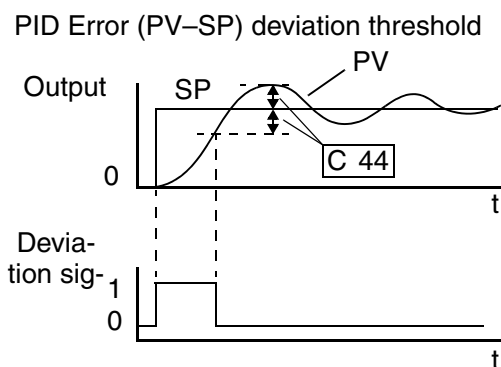 PID Error (PV–SP) deviation threshold
PV
Output
SP
C 44
0
t
Devia-
tion sig-
1
0
t